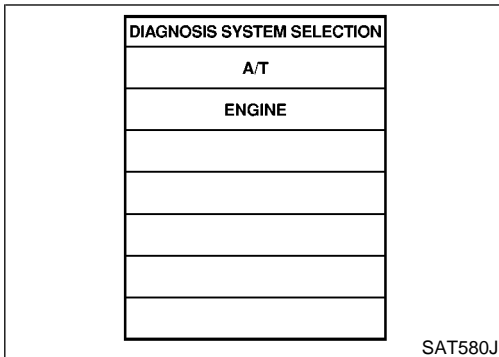 DIAGNOSIS SYSTEM SELECTION
A/T
ENGINE
SAT580J